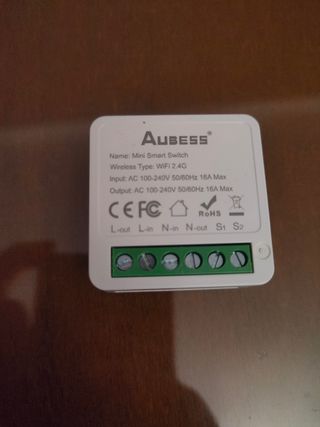 AUBESS®
Name: Mini Smart Switch
Wireless Type: WiFi 2.4G
Input: AC 100-240V 50/60Hz 16A Max
Output: AC 100-240V 50/60Hz 16A Max
CE FC RoHS
L-out L-in N-in N-out S1 S2